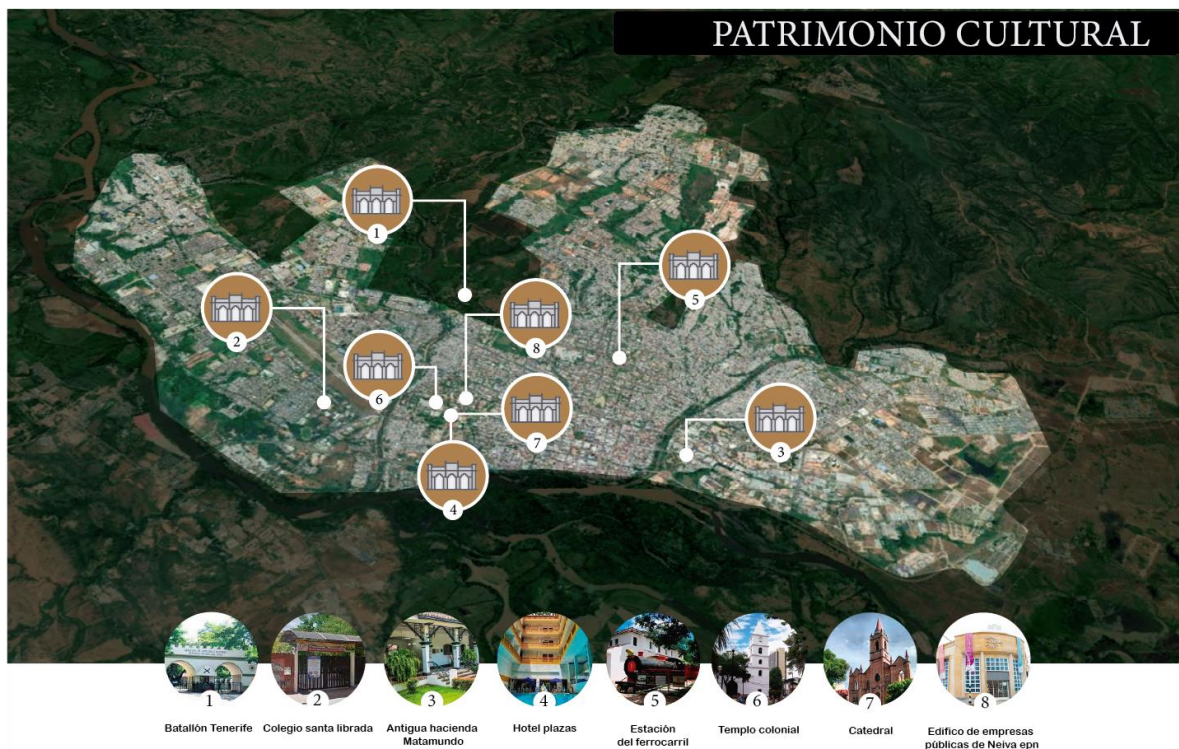 PATRIMONIO CULTURAL
1
2
5
8
6
7
3
4
1
2
3
4
5
6
7
8
Batallón Tenerife
Colegio santa librada
Antigua hacienda
Matamundo
Hotel plazas
Estación
del ferrocarril
Templo colonial
Catedral
Edifico de empresas
públicas de Neiva epn